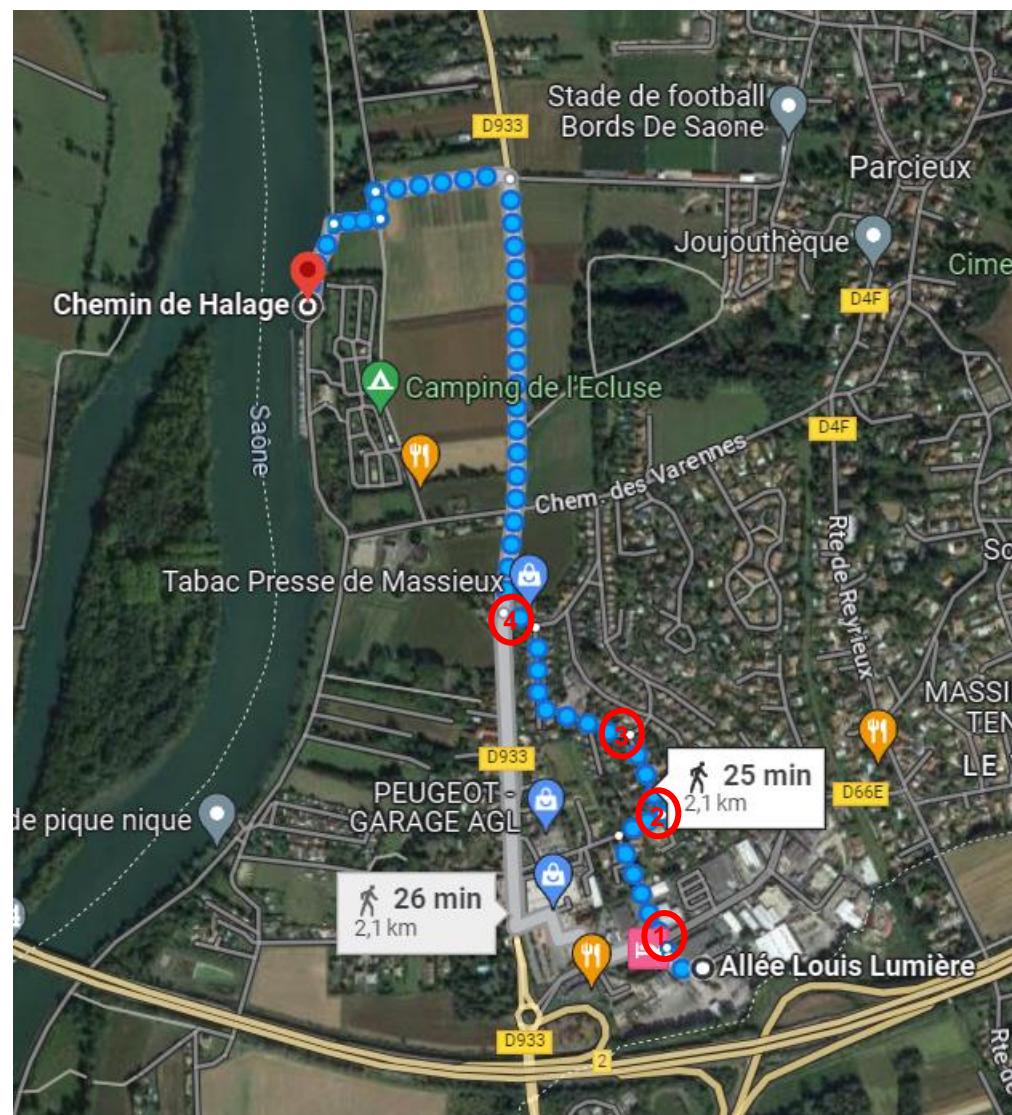 Stade de football
Bords De Saone
D933
Parcieux
Joujouthèque
Cime
Chemin de Halage
D4F
Camping de l'Ecluse
D4F
Saône
Chem. des Varennes
Rte de Reyrieux
So
Tabac Presse de Massieux
4
MASSI
TEN
LE
3
D933
25 min
2,1 km
2
D66E
PEUGEOT -
GARAGE AGL
de pique nique
26 min
2,1 km
1
Allée Louis Lumière
D933
2
Rte de